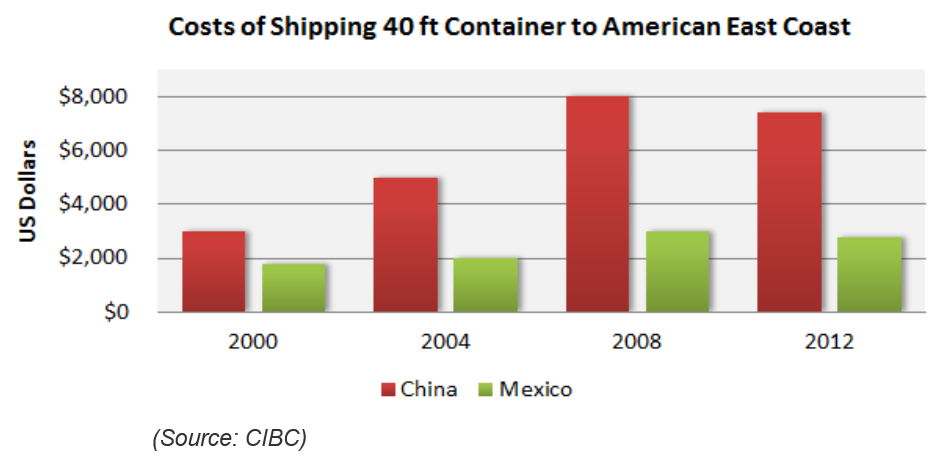 Costs of Shipping 40 ft Container to American East Coast
US Dollars
$8,000
$6,000
$4,000
$2,000
$0
2000 2004 2008 2012
China Mexico
(Source: CIBC)